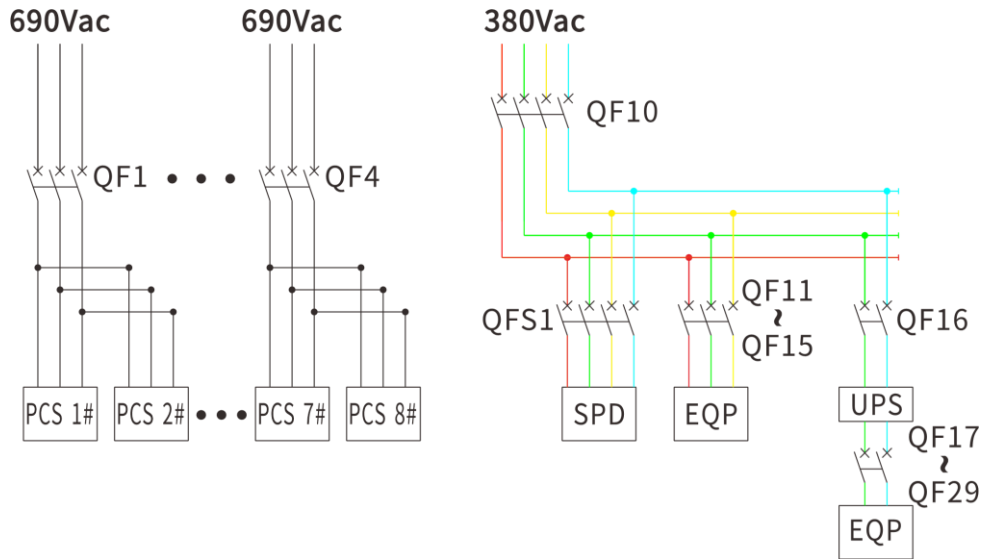 690Vac
690Vac
380Vac
QF1
QF4
QF10
QFS1
QF11
~
QF15
QF16
PCS 1#
PCS 2#
PCS 7#
PCS 8#
SPD
EQP
UPS
QF17
~
QF29
EQP